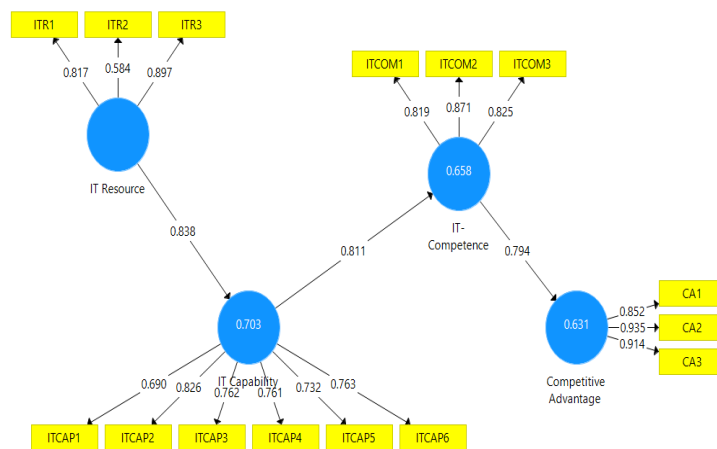 ITR1 ITR2 ITR3
0.817 0.584 0.897
ITCOM1 ITCOM2 ITCOM3
0.819 0.871 0.825
0.658
IT Resource
IT-
Competence
0.838
0.811
0.794
0.703
IT Capability
0.631
Competitive
Advantage
CA1
0.852
CA2
0.935
CA3
0.914
0.690 0.826 0.762 0.761 0.732 0.763
ITCAP1 ITCAP2 ITCAP3 ITCAP4 ITCAP5 ITCAP6